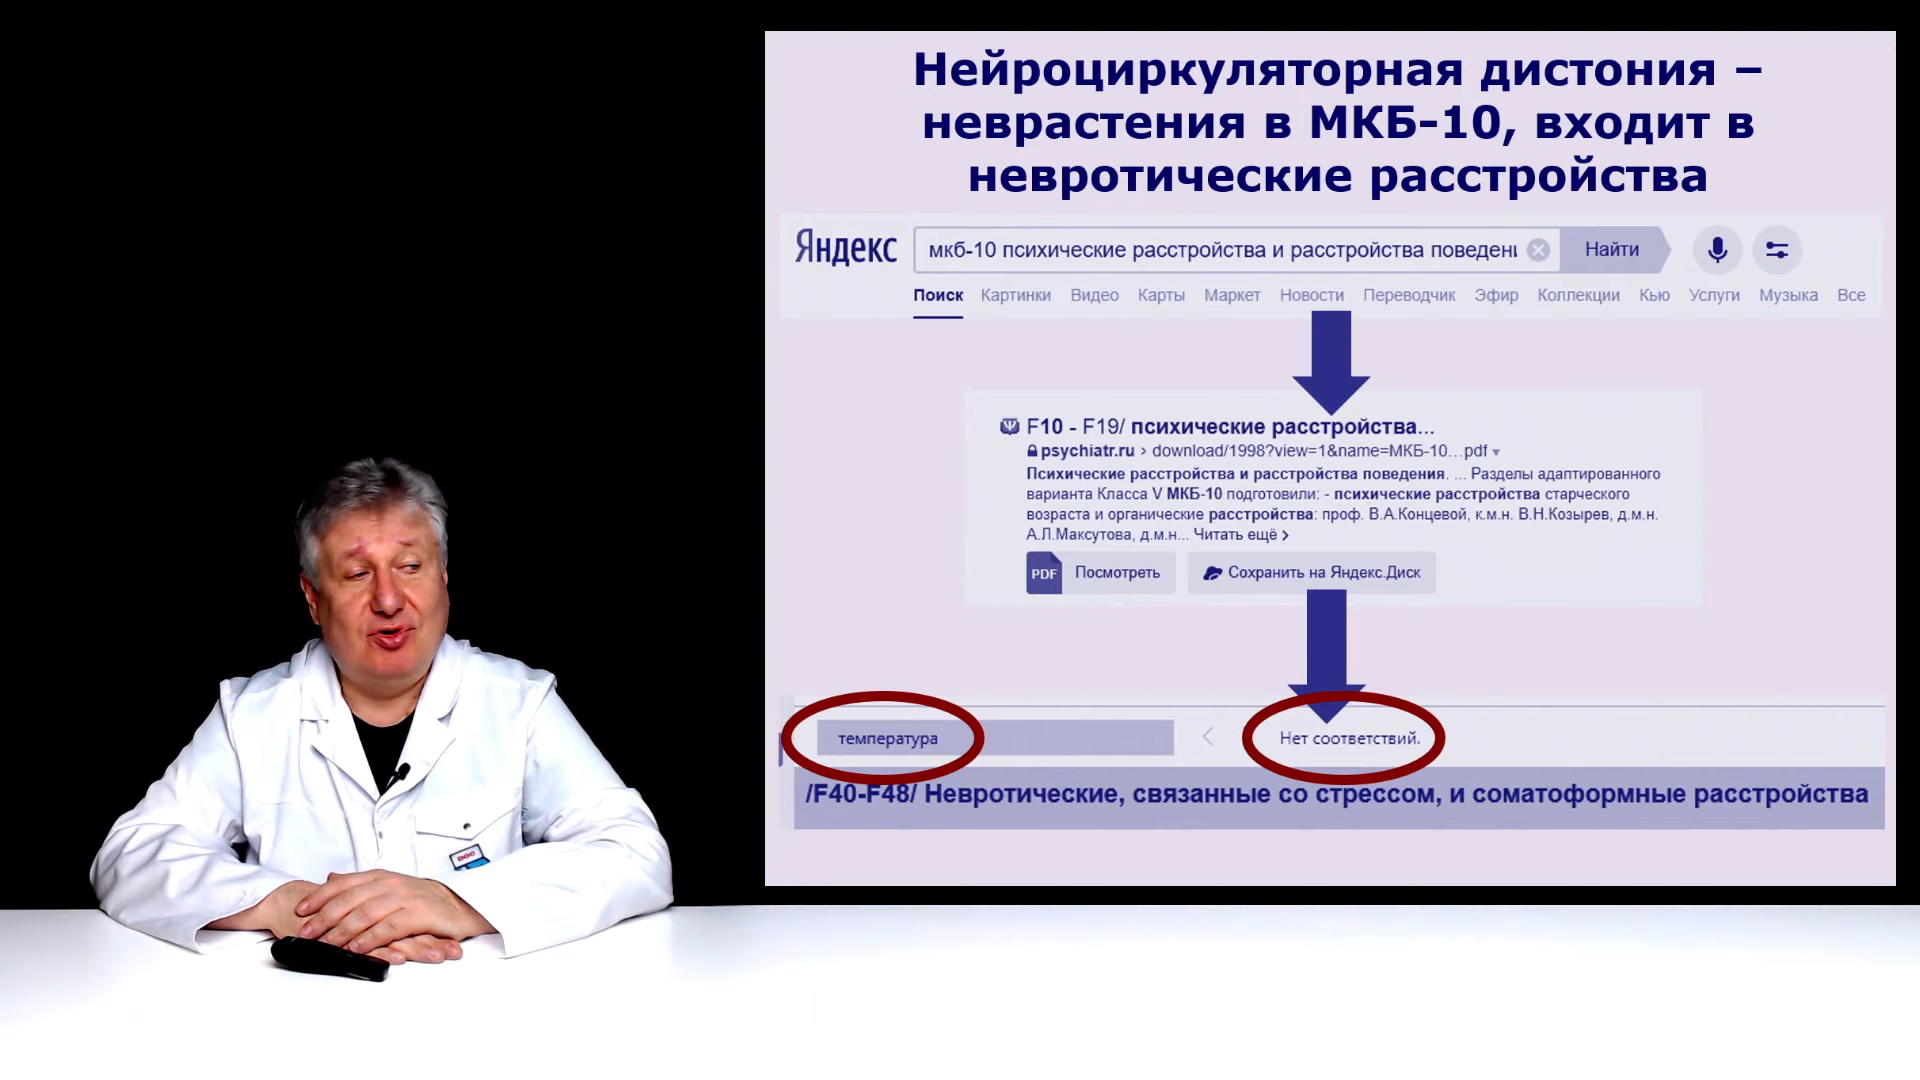 Нейроциркуляторная дистония –
неврастения в МКБ-10, входит в
невротические расстройства
Яндекс
мкб-10 психические расстройства и расстройства поведень
Найти
Поиск Картинки Видео Карты Маркет Новости Переводчик Эфир Коллекции Кью Услуги Музыка Все
F10 - F19/ психические расстройства...
psychiatr.ru › download/1998?view=1&name=МКБ-10...pdf
Психические расстройства и расстройства поведения. ... Разделы адаптированного
варианта Класса V МКБ-10 подготовили: - психические расстройства старческого
возраста и органические расстройства: проф. В.А.Концевой, к.м.н. В.Н.Козырев, д.м.н.
А.Л.Максутова, д.м.н... Читать ещё ›
PDF Посмотреть Сохранить на Яндекс.Диск
температура Нет соответствий.
/F40-F48/ Невротические, связанные со стрессом, и соматоформные расстройства
DOC